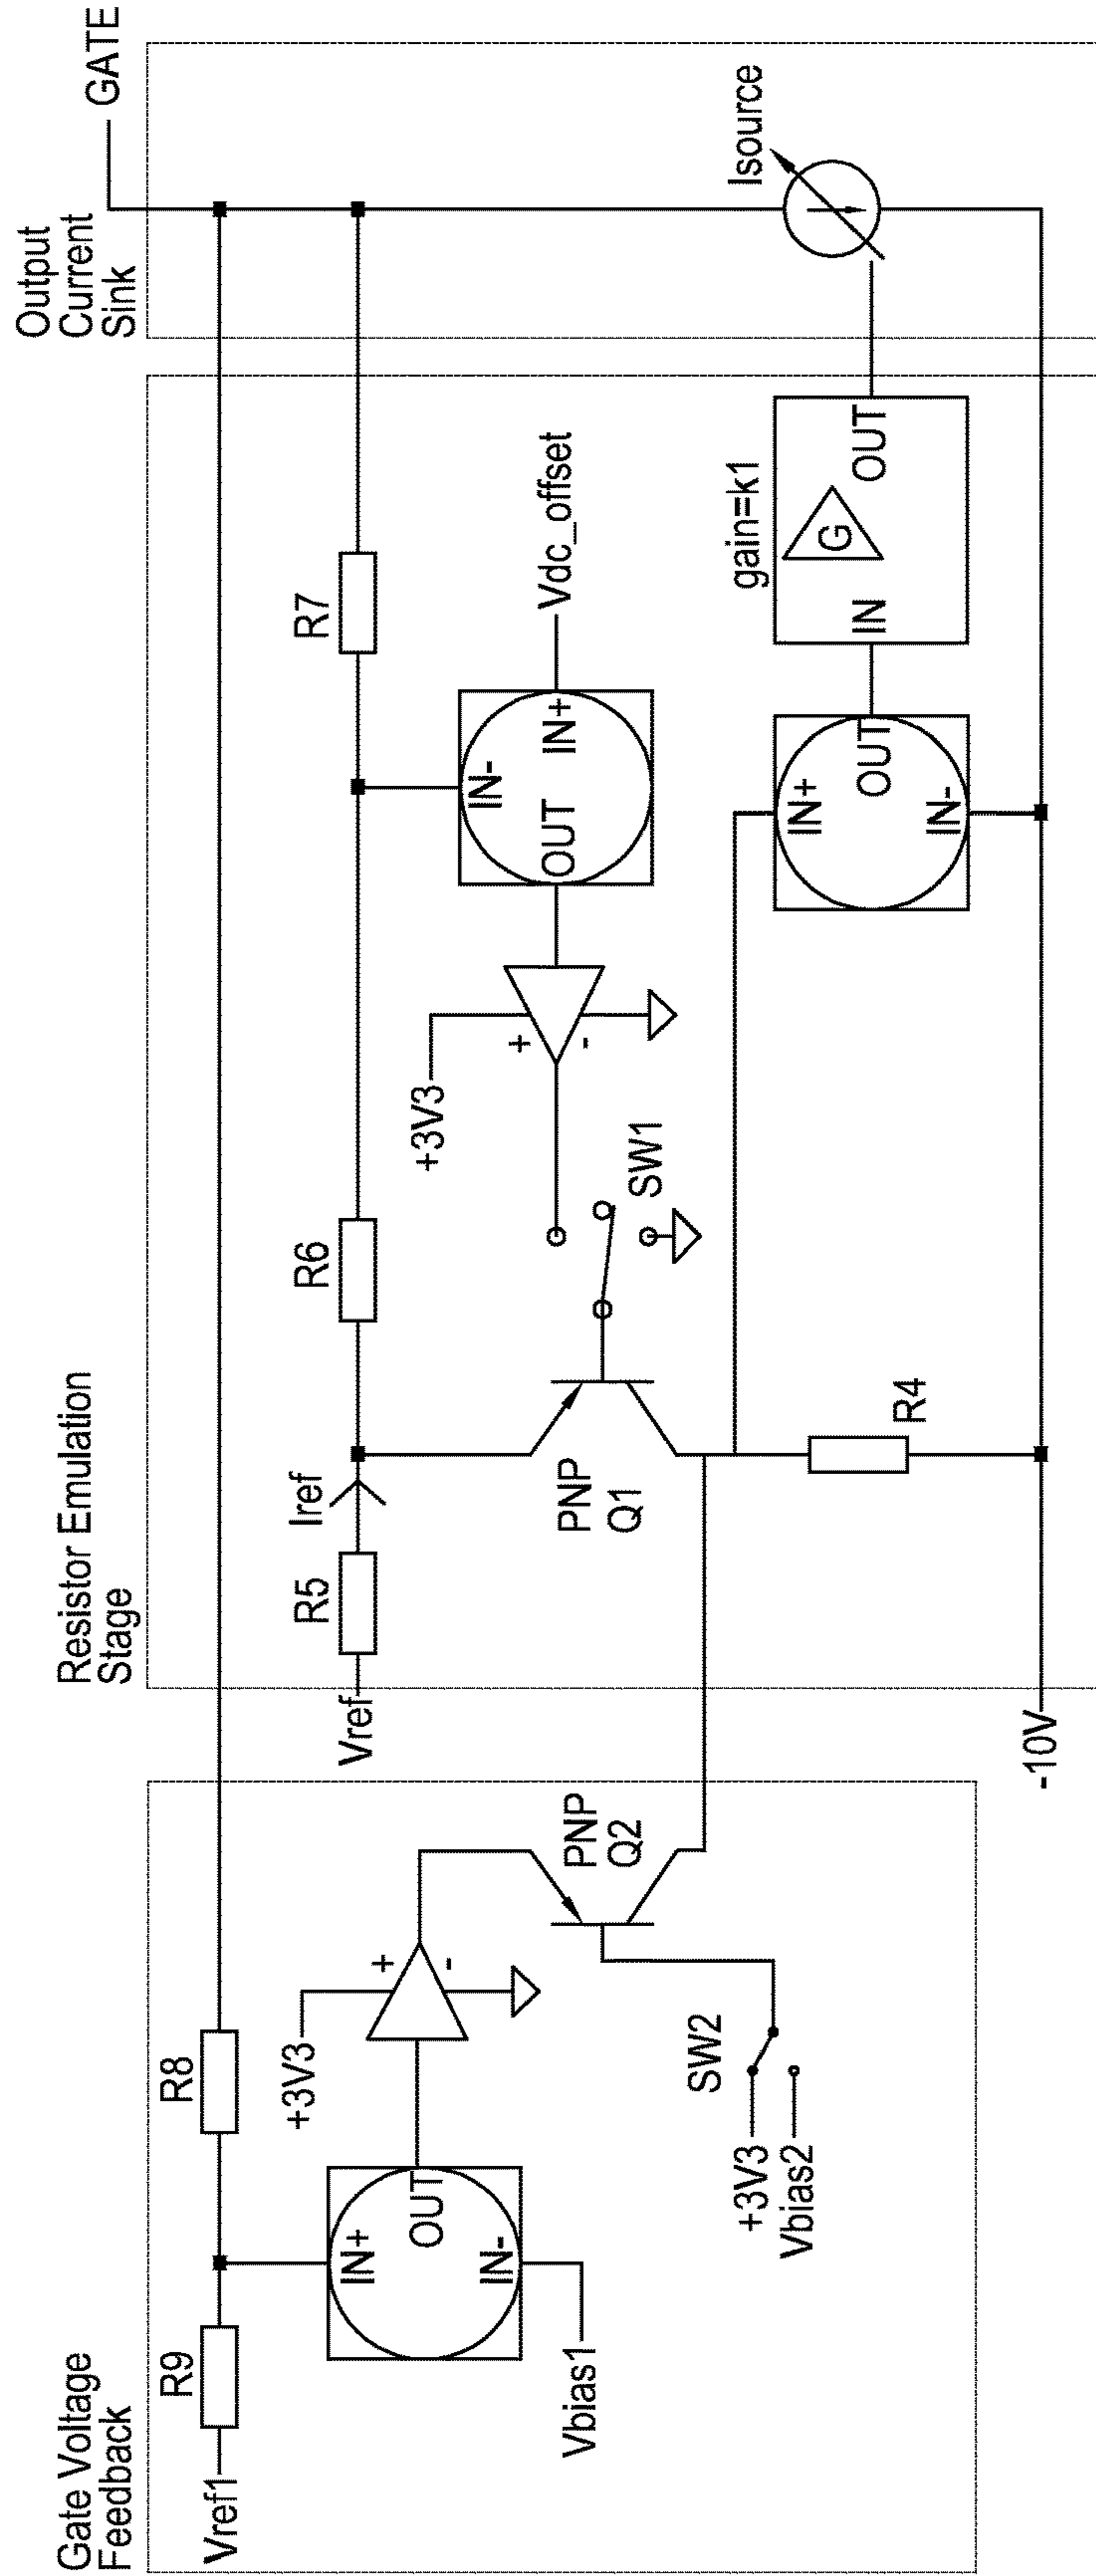 Gate Voltage
Feedback
Vref1
R9
R8
IN+
OUT
IN-
Vbias1
+3V3
+
-
PNP
Q2
SW2
+3V3
Vbias2
Resistor Emulation
Stage
Vref
R5
Iref
R6
R7
PNP
Q1
SW1
+3V3
+
-
IN-
OUT
IN+
Vdc_offset
R4
IN+
OUT
IN-
gain=k1
IN
G
OUT
-10V
Output
Current
Sink
GATE
Isource